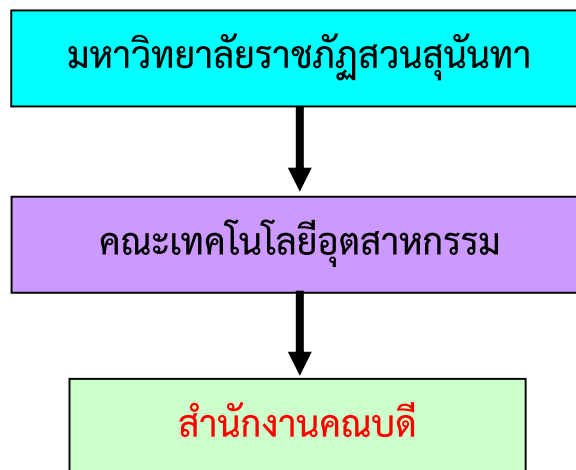 มหาวิทยาลัยราชภัฏสวนสุนันทา
คณะเทคโนโลยีอุตสาหกรรม
สำนักงานคณบดี